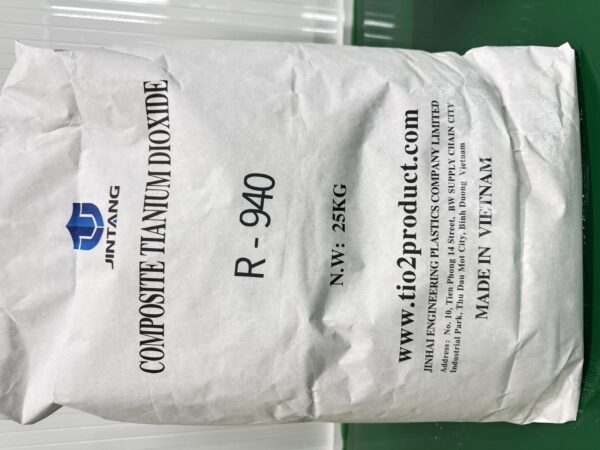 JINTANG
COMPOSITE TIANIUM DIOXIDE
R-940
N.W: 25KG
www.tio2product.com
JINHAI ENGINEERING PLASTICS COMPANY LIMITED
Address: No. 10, Tien Phong 14 Street, BW SUPPLY CHAIN CITY
Industrial Park, Thu Dau Mot City, Binh Duong Vietnam
MADE IN VIETNAM